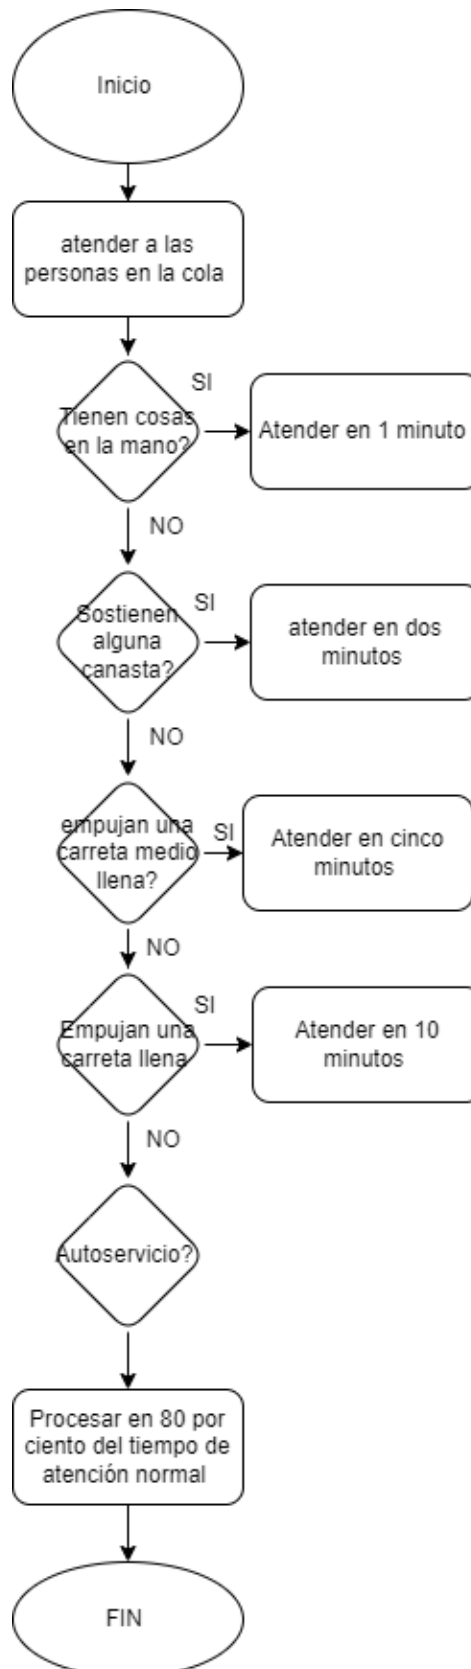 Inicio
atender a las
personas en la cola
SI
Tienen cosas
en la mano?
Atender en 1 minuto
NO
SI
Sostienen
alguna
canasta?
atender en dos
minutos
NO
SI
empujan una
carreta medio
llena?
Atender en cinco
minutos
NO
SI
Empujan una
carreta llena
Atender en 10
minutos
NO
Autoservicio?
Procesar en 80 por
ciento del tiempo de
atención normal
FIN